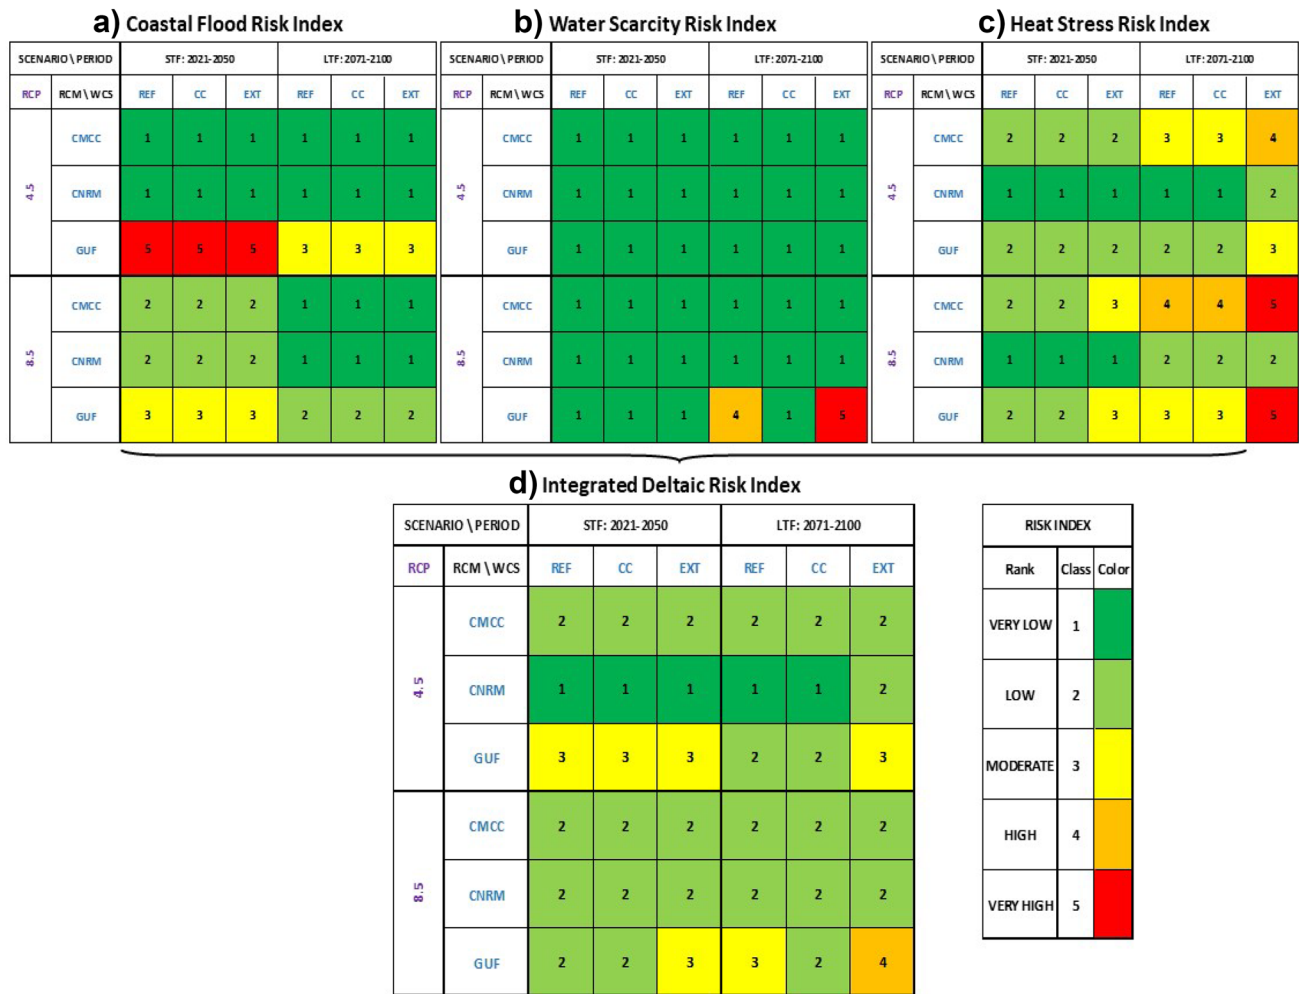 a) Coastal Flood Risk Index
SCENARIO \ PERIOD STF: 2021-2050 LTF: 2071-2100
RCP RCM \ WCS REF CC EXT REF CC EXT
4.5
CMCC 1 1 1 1 1 1
CNRM 1 1 1 1 1 1
GUF 5 5 5 3 3 3
8.5
CMCC 2 2 2 1 1 1
CNRM 2 2 2 1 1 1
GUF 3 3 3 2 2 2
b) Water Scarcity Risk Index
SCENARIO \ PERIOD STF: 2021-2050 LTF: 2071-2100
RCP RCM \ WCS REF CC EXT REF CC EXT
4.5
CMCC 1 1 1 1 1 1
CNRM 1 1 1 1 1 1
GUF 1 1 1 1 1 1
8.5
CMCC 1 1 1 1 1 1
CNRM 1 1 1 1 1 1
GUF 1 1 1 4 1 5
c) Heat Stress Risk Index
SCENARIO \ PERIOD STF: 2021-2050 LTF: 2071-2100
RCP RCM \ WCS REF CC EXT REF CC EXT
4.5
CMCC 2 2 2 3 3 4
CNRM 1 1 1 1 1 2
GUF 2 2 2 2 2 3
8.5
CMCC 2 2 3 4 4 5
CNRM 1 1 1 2 2 2
GUF 2 2 3 3 3 5
d) Integrated Deltaic Risk Index
SCENARIO \ PERIOD STF: 2021-2050 LTF: 2071-2100
RCP RCM \ WCS REF CC EXT REF CC EXT
4.5
CMCC 2 2 2 2 2 2
CNRM 1 1 1 1 1 2
GUF 3 3 3 2 2 3
8.5
CMCC 2 2 2 2 2 2
CNRM 2 2 2 2 2 2
GUF 2 2 3 3 2 4
RISK INDEX
Rank Class Color
VERY LOW 1
LOW 2
MODERATE 3
HIGH 4
VERY HIGH 5